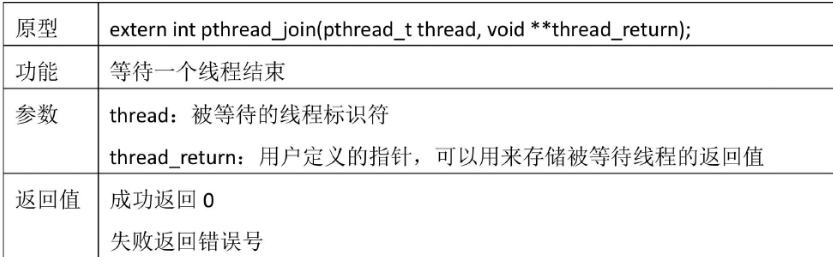 原型 extern int pthread_join(pthread_t thread, void **thread_return);
功能 等待一个线程结束
参数 thread：被等待的线程标识符
thread_return：用户定义的指针，可以用来存储被等待线程的返回值
返回值 成功返回 0
失败返回错误号